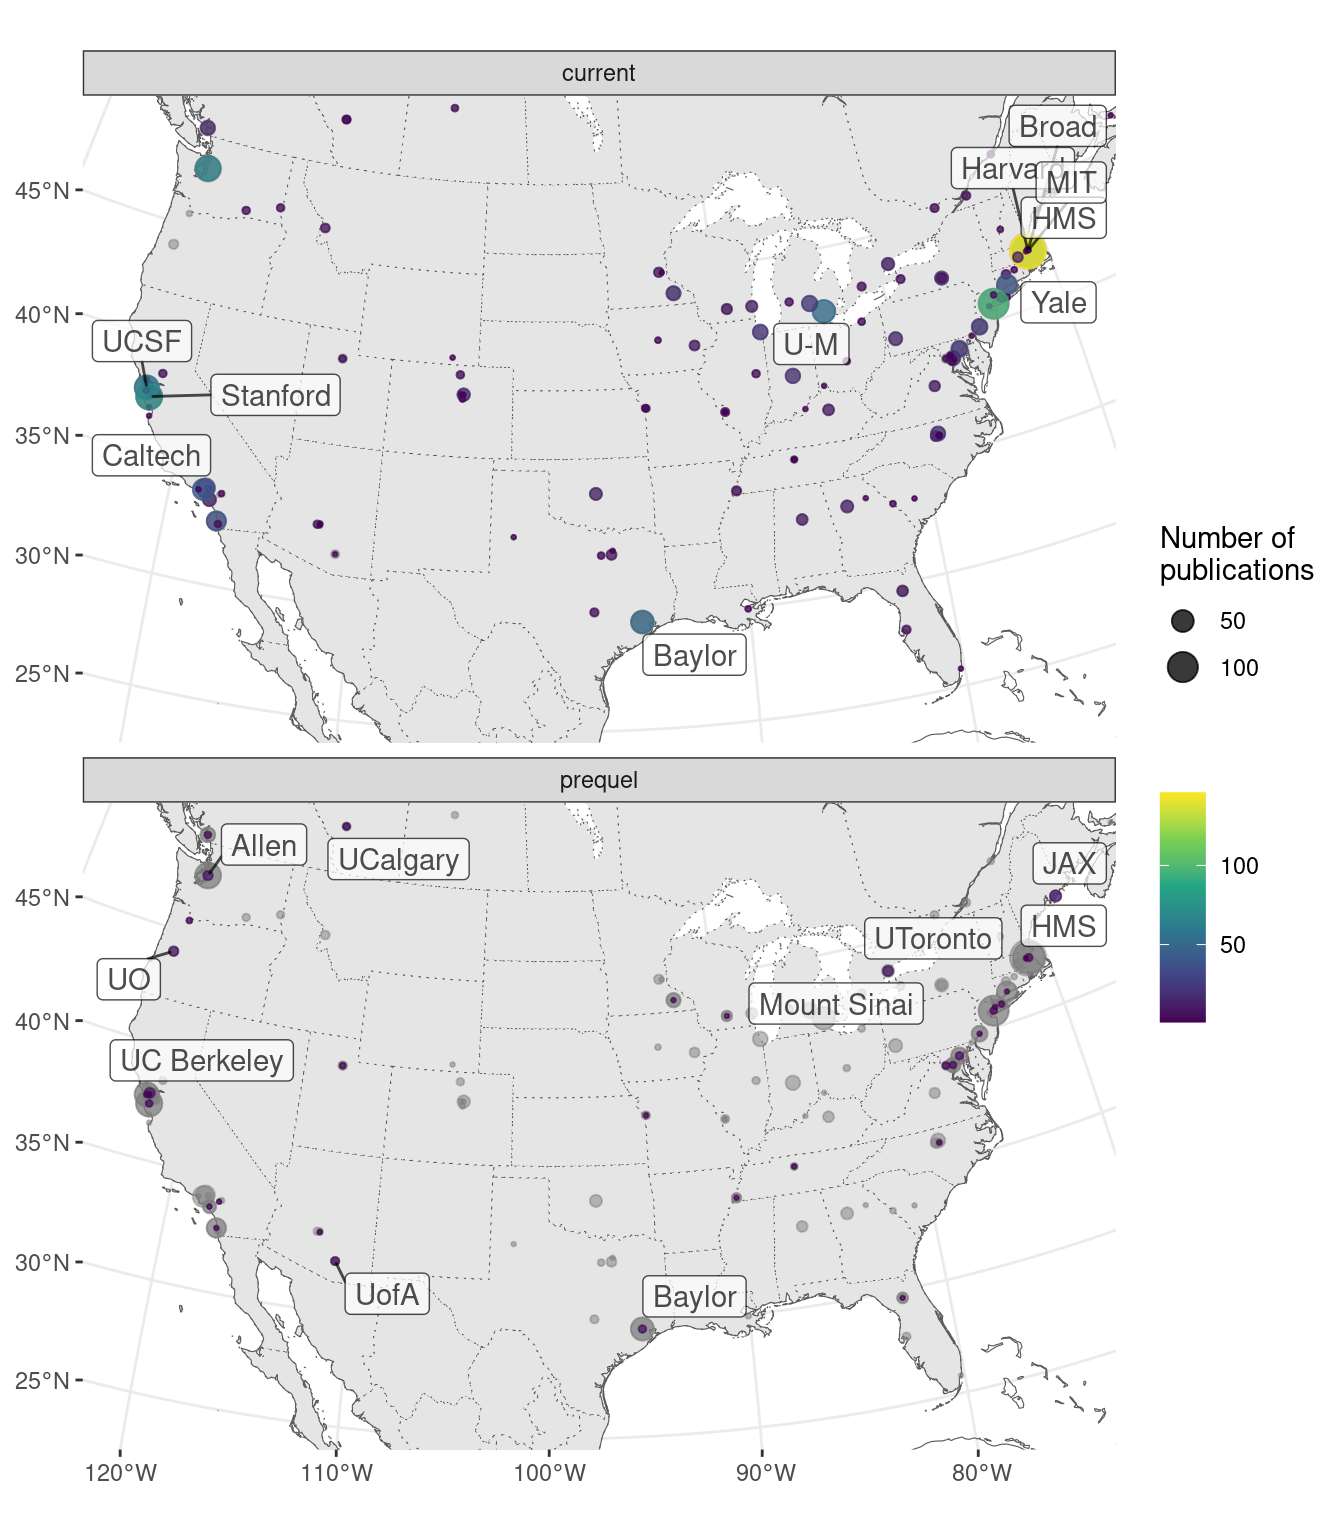 current
Broad
Harvard
MIT
HMS
45°N
Yale
40°N
UCSF
U-M
Stanford
35°N
Caltech
30°N
Baylor
25°N
prequel
Allen
UCalgary
JAX
45°N
HMS
UToronto
UO
Mount Sinai
40°N
UC Berkeley
35°N
30°N
UofA
Baylor
25°N
120°W 110°W 100°W 90°W 80°W
Number of
publications
50
100
100
50